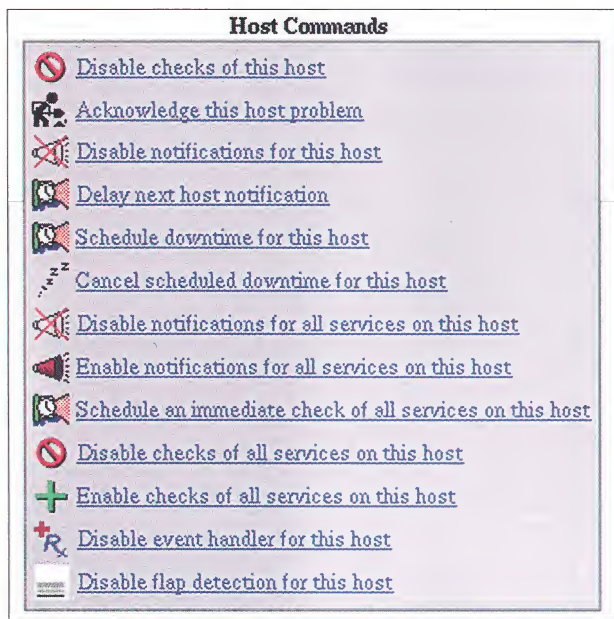 Host Commands
Disable checks of this host
Acknowledge this host problem
Disable notifications for this host
Delay next host notification
Schedule downtime for this host
Cancel scheduled downtime for this host
Disable notifications for all services on this host
Enable notifications for all services on this host
Schedule an immediate check of all services on this host
Disable checks of all services on this host
Enable checks of all services on this host
Disable event handler for this host
Disable flap detection for this host